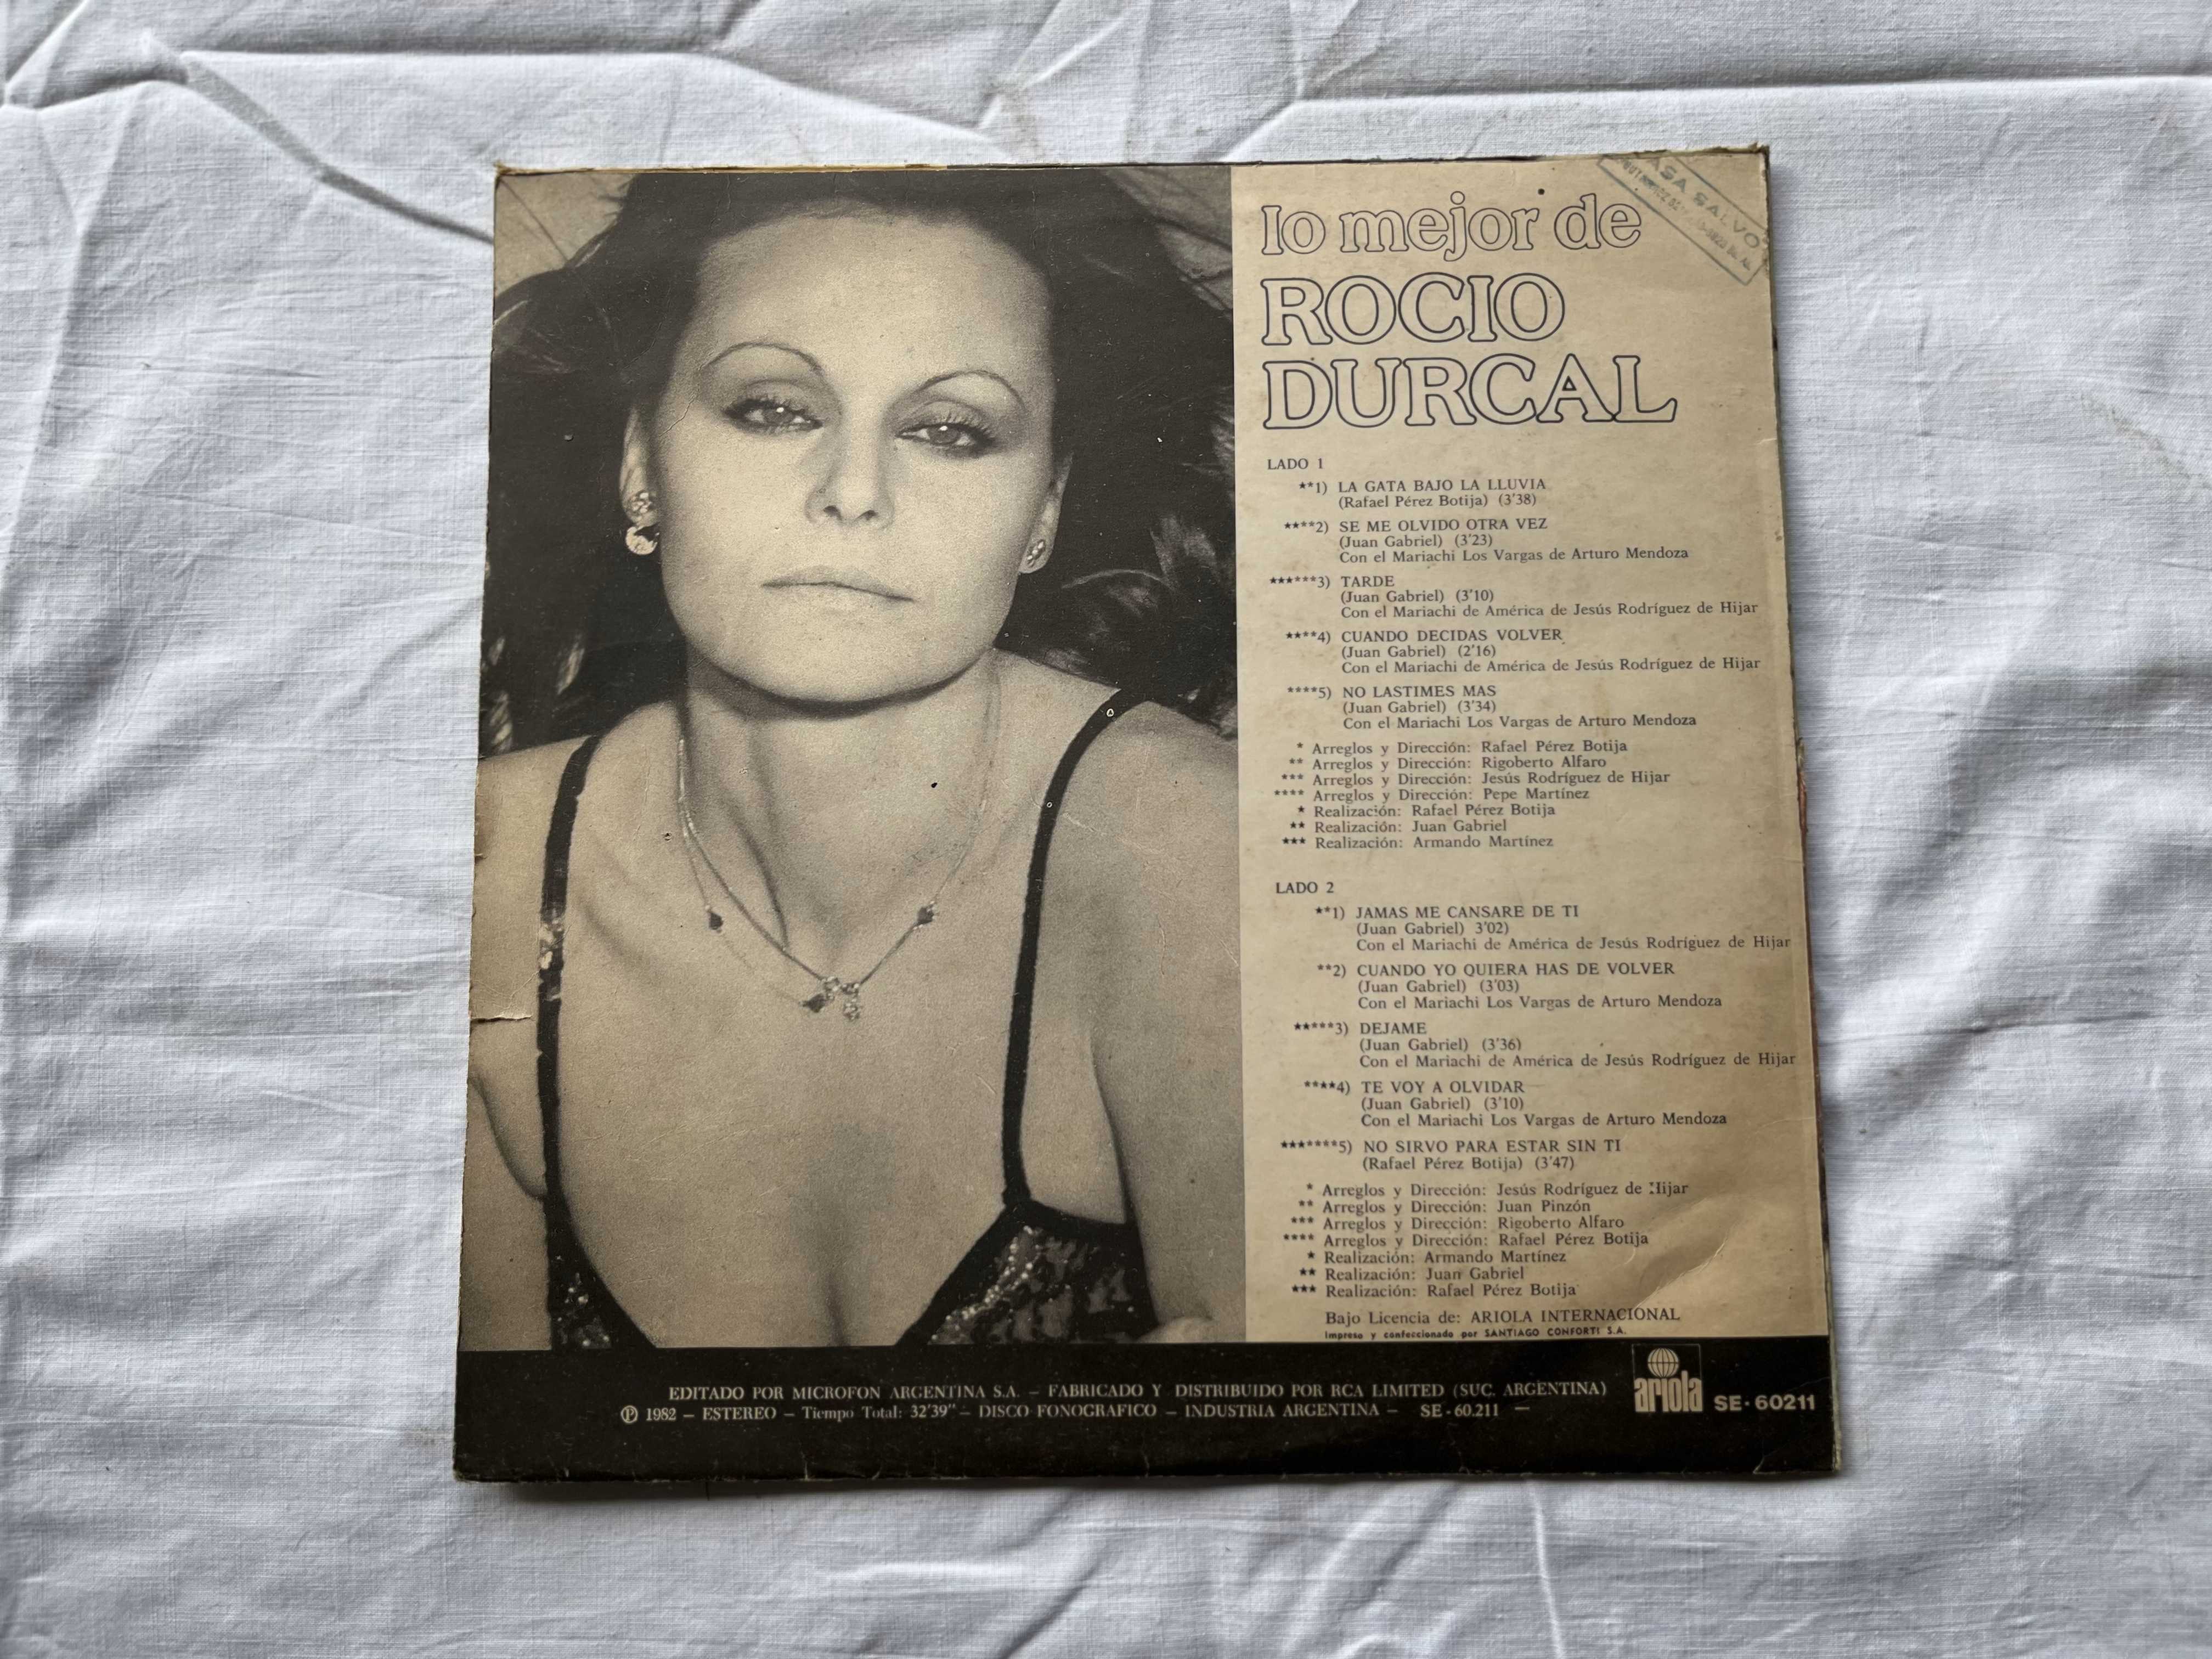 lo mejor de
ROCIO
DURCAL
ASA SALVO
LADO 1
**1) LA GATA BAJO LA LLUVIA
(Rafael Pérez Botija) (3'38)
****2) SE ME OLVIDO OTRA VEZ
(Juan Gabriel) (3'23)
Con el Mariachi Los Vargas de Arturo Mendoza
******3) TARDE
(Juan Gabriel) (3'10)
Con el Mariachi de América de Jesús Rodríguez de Hijar
****4) CUANDO DECIDAS VOLVER
(Juan Gabriel) (2'16)
Con el Mariachi de América de Jesús Rodríguez de Hijar
****5) NO LASTIMES MAS
(Juan Gabriel) (3'34)
Con el Mariachi Los Vargas de Arturo Mendoza
* Arreglos y Dirección: Rafael Pérez Botija
** Arreglos y Dirección: Rigoberto Alfaro
*** Arreglos y Dirección: Jesús Rodríguez de Hijar
**** Arreglos y Dirección: Pepe Martínez
* Realización: Rafael Pérez Botija
** Realización: Juan Gabriel
*** Realización: Armando Martínez
LADO 2
**1) JAMAS ME CANSARE DE TI
(Juan Gabriel) 3'02)
Con el Mariachi de América de Jesús Rodríguez de Hijar
**2) CUANDO YO QUIERA HAS DE VOLVER
(Juan Gabriel) (3'03)
Con el Mariachi Los Vargas de Arturo Mendoza
*****3) DEJAME
(Juan Gabriel) (3'36)
Con el Mariachi de América de Jesús Rodríguez de Hijar
****4) TE VOY A OLVIDAR
(Juan Gabriel) (3'10)
Con el Mariachi Los Vargas de Arturo Mendoza
*******5) NO SIRVO PARA ESTAR SIN TI
(Rafael Pérez Botija) (3'47)
* Arreglos y Dirección: Jesús Rodríguez de Hijar
** Arreglos y Dirección: Juan Pinzón
*** Arreglos y Dirección: Rigoberto Alfaro
**** Arreglos y Dirección: Rafael Pérez Botija
* Realización: Armando Martínez
** Realización: Juan Gabriel
*** Realización: Rafael Pérez Botija
Bajo Licencia de: ARIOLA INTERNACIONAL
Impreso y confeccionado por SANTIAGO CONFORTI S.A.
EDITADO POR MICROFON ARGENTINA S.A. — FABRICADO Y DISTRIBUIDO POR RCA LIMITED (SUC. ARGENTINA)
Ⓟ 1982 — ESTEREO — Tiempo Total: 32'39" — DISCO FONOGRAFICO — INDUSTRIA ARGENTINA — SE-60.211 —
ariola SE·60211